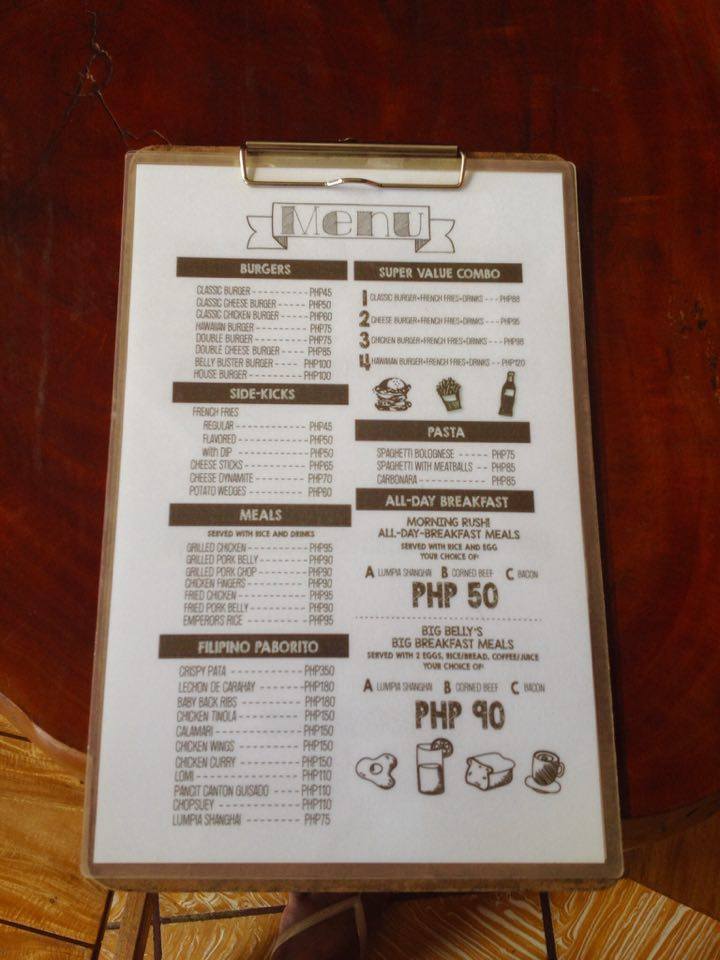 Menu
BURGERS
CLASSIC BURGER - - - - - - - - PHP45
CLASSIC CHEESE BURGER - - - PHP50
CLASSIC CHICKEN BURGER - - - PHP60
HAWAIIAN BURGER - - - - - - - PHP75
DOUBLE BURGER - - - - - - - - PHP75
DOUBLE CHEESE BURGER - - - - PHP85
BELLY BUSTER BURGER - - - - PHP100
HOUSE BURGER - - - - - - - - PHP100
SIDE-KICKS
FRENCH FRIES
REGULAR - - - - - - - - - PHP45
FLAVORED - - - - - - - - PHP50
with DIP - - - - - - - - PHP50
CHEESE STICKS - - - - - - - - PHP65
CHEESE DYNAMITE - - - - - - PHP70
POTATO WEDGES - - - - - - - PHP60
MEALS
SERVED WITH RICE AND DRINKS
GRILLED CHICKEN - - - - - - - PHP95
GRILLED PORK BELLY - - - - - PHP90
GRILLED PORK CHOP - - - - - - PHP90
CHICKEN FINGERS - - - - - - - PHP90
FRIED CHICKEN - - - - - - - - PHP95
FRIED PORK BELLY - - - - - - PHP90
EMPEROR'S RICE - - - - - - - PHP95
FILIPINO PABORITO
CRISPY PATA - - - - - - - - - PHP350
LECHON DE CARAHAY - - - - - PHP180
BABY BACK RIBS - - - - - - - PHP180
CHICKEN TINOLA - - - - - - - PHP150
CALAMARI - - - - - - - - - - PHP150
CHICKEN WINGS - - - - - - - - PHP150
CHICKEN CURRY - - - - - - - - PHP150
LOMI - - - - - - - - - - - - PHP110
PANCIT CANTON GUISADO - - - - PHP110
CHOPSUEY - - - - - - - - - - PHP110
LUMPIA SHANGHAI - - - - - - - PHP75
SUPER VALUE COMBO
1 CLASSIC BURGER+FRENCH FRIES+DRINKS - - - PHP88
2 CHEESE BURGER+FRENCH FRIES+DRINKS - - - PHP95
3 CHICKEN BURGER+FRENCH FRIES+DRINKS - - - PHP98
4 HAWAIIAN BURGER+FRENCH FRIES+DRINKS - - PHP120
PASTA
SPAGHETTI BOLOGNESE - - - - - PHP75
SPAGHETTI WITH MEATBALLS - - PHP85
CARBONARA - - - - - - - - - - PHP85
ALL-DAY BREAKFAST
MORNING RUSH!
ALL-DAY-BREAKFAST MEALS
SERVED WITH RICE AND EGG
YOUR CHOICE OF:
A LUMPIA SHANGHAI B CORNED BEEF C BACON
PHP 50
BIG BELLY'S
BIG BREAKFAST MEALS
SERVED WITH 2 EGGS, RICE/BREAD, COFFEE/JUICE
YOUR CHOICE OF:
A LUMPIA SHANGHAI B CORNED BEEF C BACON
PHP 90